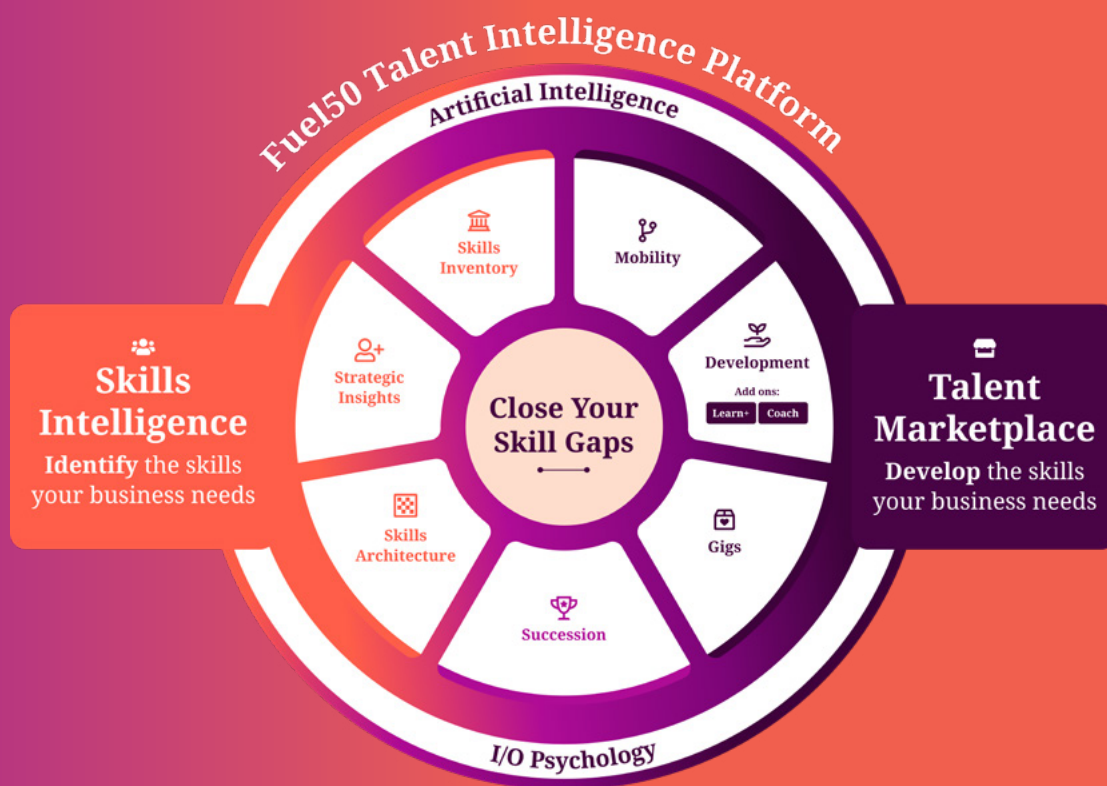 Fuel50 Talent Intelligence Platform
Artificial Intelligence
Skills
Inventory
Mobility
Strategic
Insights
Development
Add ons:
Learn+ Coach
Skills
Intelligence
Identify the skills
your business needs
Close Your
Skill Gaps
Talent
Marketplace
Develop the skills
your business needs
Skills
Architecture
Gigs
Succession
I/O Psychology